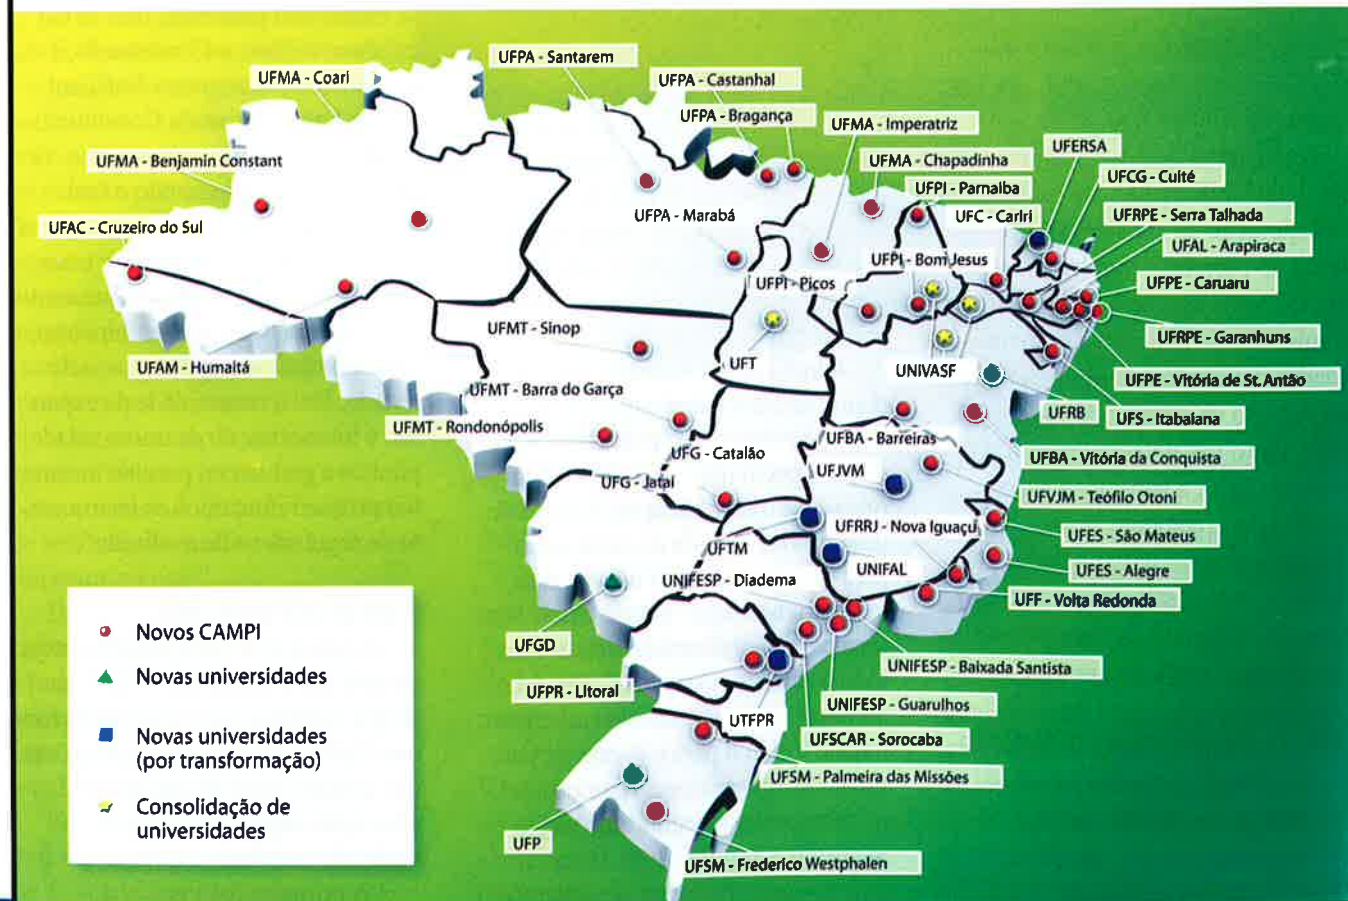 UFPA - Santarem
UFMA - Coari
UFPA - Castanhal
UFPA - Bragança
UFMA - Imperatriz
UFERSA
UFMA - Benjamin Constant
UFMA - Chapadinha
UFCG - Cuité
UFPI - Parnaiba
UFAC - Cruzeiro do Sul
UFPA - Marabá
UFC - Cariri
UFRPE - Serra Talhada
UFAL - Arapiraca
UFPI - Bom Jesus
UFPI - Picos
UFPE - Caruaru
UFMT - Sinop
UFRPE - Garanhuns
UFAM - Humaitá
UFT
UNIVASF
UFPE - Vitória de St. Antão
UFMT - Barra do Garça
UFRB
UFS - Itabaiana
UFMT - Rondonópolis
UFBA - Barreiras
UFG - Catalão
UFBA - Vitória da Conquista
UFJVM
UFG - Jataí
UFVJM - Teófilo Otoni
UFRRJ - Nova Iguaçu
UFES - São Mateus
UFTM
UNIFAL
UFES - Alegre
UNIFESP - Diadema
UFF - Volta Redonda
UFGD
UNIFESP - Baixada Santista
UFPR - Litoral
UNIFESP - Guarulhos
UTFPR
UFSCAR - Sorocaba
UFSM - Palmeira das Missões
UFP
UFSM - Frederico Westphalen
Novos CAMPI
Novas universidades
Novas universidades
(por transformação)
Consolidação de
universidades